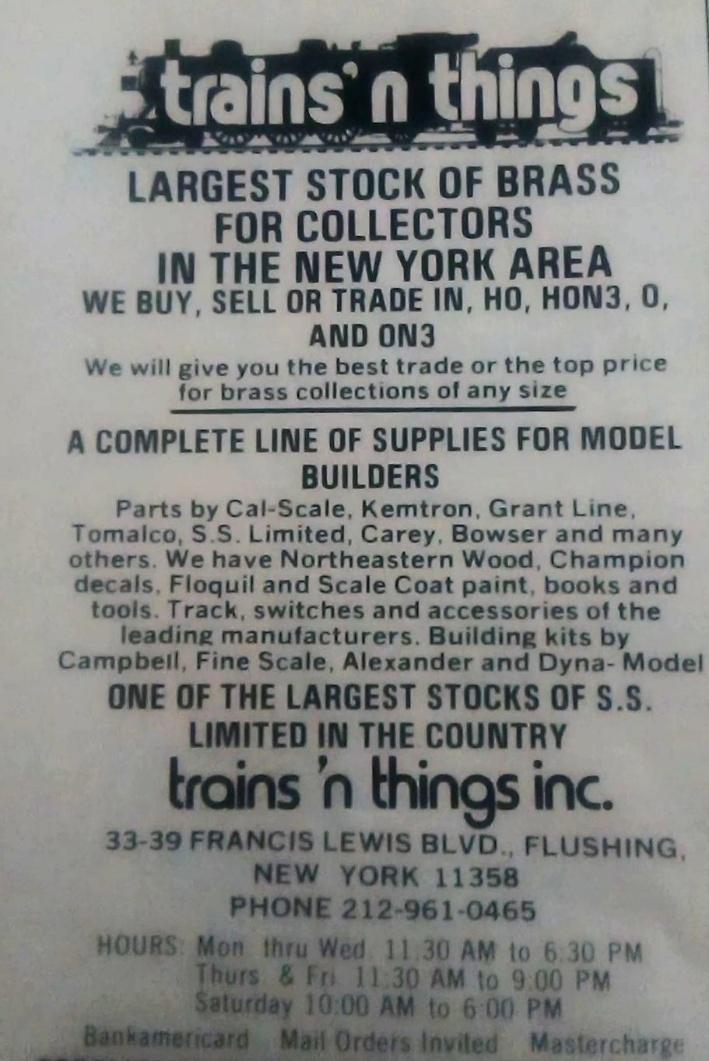 trains 'n things
LARGEST STOCK OF BRASS
FOR COLLECTORS
IN THE NEW YORK AREA
WE BUY, SELL OR TRADE IN, HO, HON3, O,
AND ON3
We will give you the best trade or the top price
for brass collections of any size
A COMPLETE LINE OF SUPPLIES FOR MODEL
BUILDERS
Parts by Cal-Scale, Kemtron, Grant Line,
Tomalco, S.S. Limited, Carey, Bowser and many
others. We have Northeastern Wood, Champion
decals, Floquil and Scale Coat paint, books and
tools. Track, switches and accessories of the
leading manufacturers. Building kits by
Campbell, Fine Scale, Alexander and Dyna- Model
ONE OF THE LARGEST STOCKS OF S.S.
LIMITED IN THE COUNTRY
trains 'n things inc.
33-39 FRANCIS LEWIS BLVD., FLUSHING,
NEW YORK 11358
PHONE 212-961-0465
HOURS: Mon. thru Wed. 11:30 AM to 6:30 PM
Thurs. & Fri. 11:30 AM to 9:00 PM
Saturday 10:00 AM to 6:00 PM
Bankamericard Mail Orders Invited Mastercharge